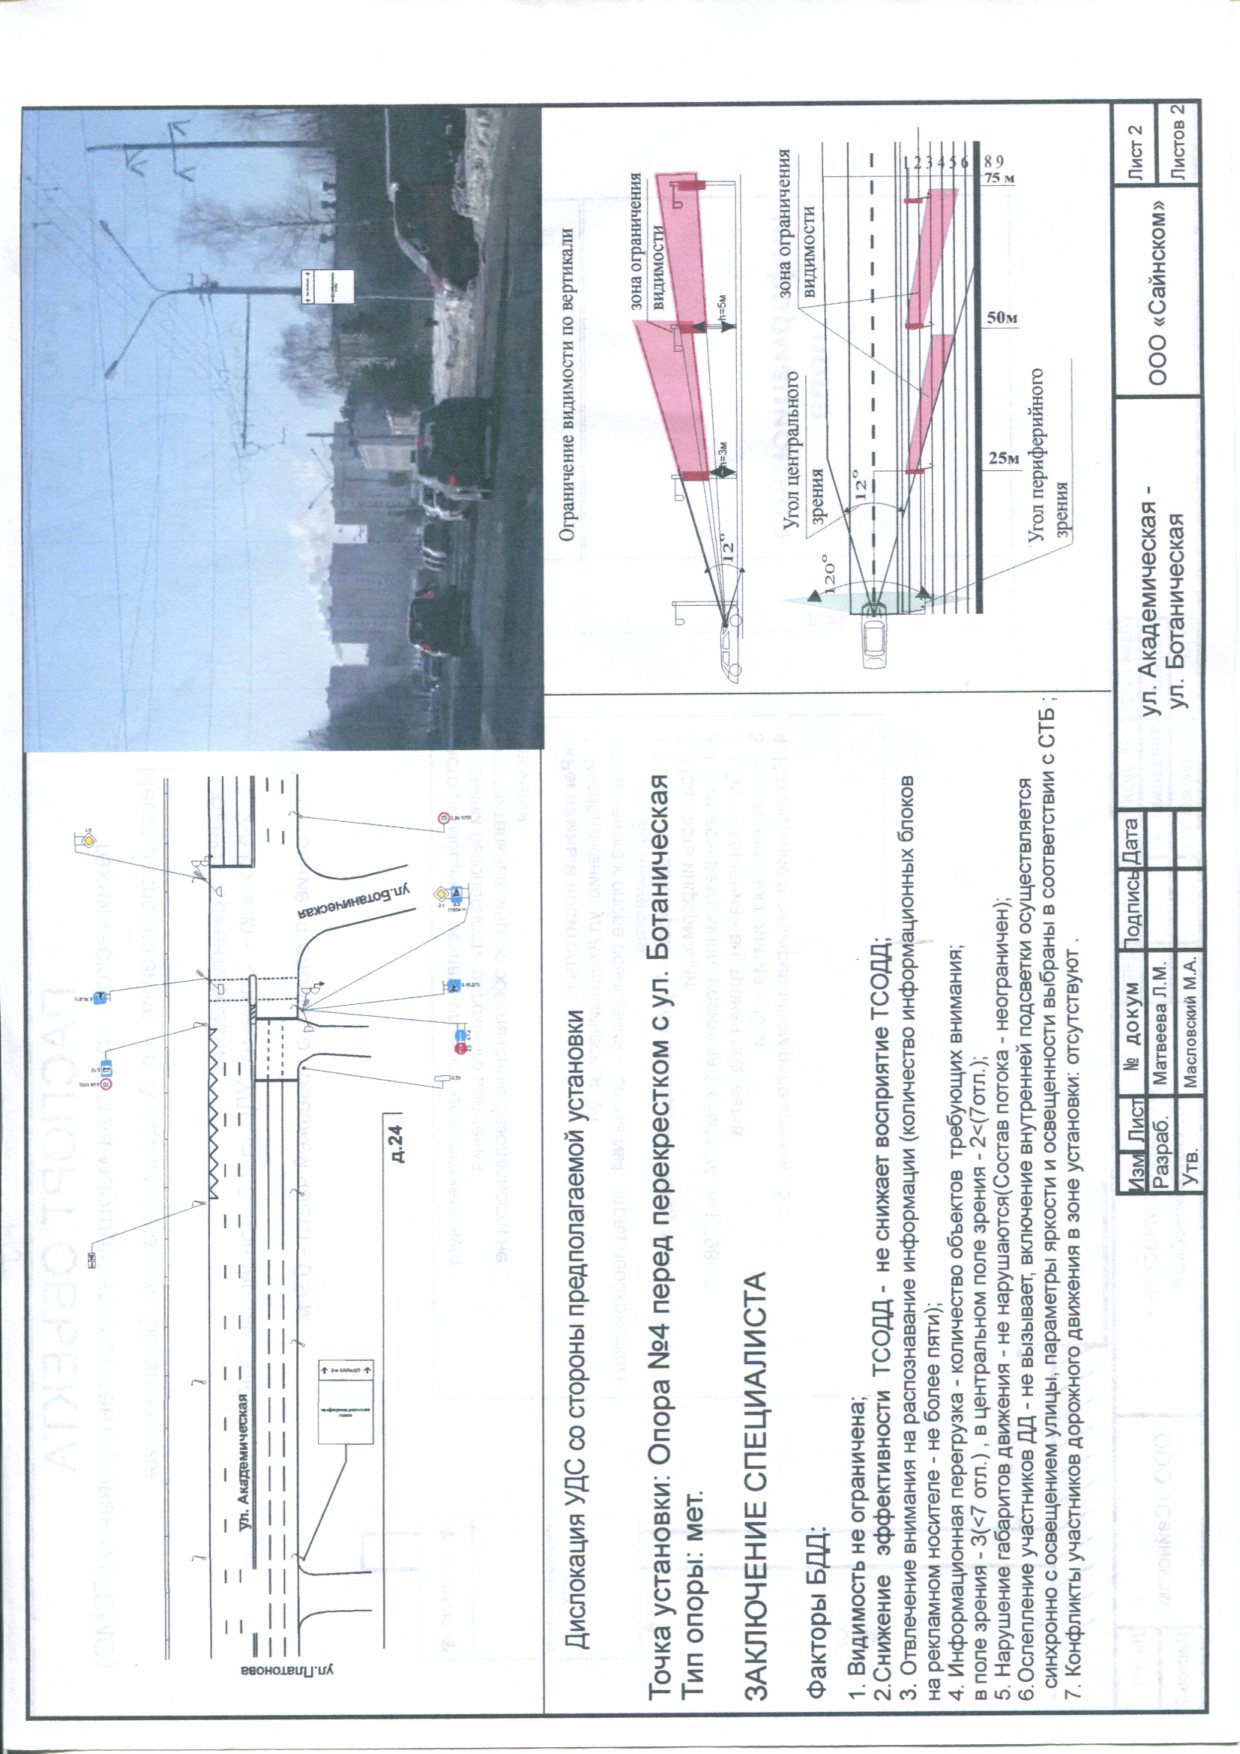 ул.Платонова
ул. Академическая
ул.Ботаническая
д.24
Дислокация УДС со стороны предполагаемой установки
Точка установки: Опора №4 перед перекрестком с ул. Ботаническая
Тип опоры: мет.
ЗАКЛЮЧЕНИЕ СПЕЦИАЛИСТА
Факторы БДД:
1. Видимость не ограничена;
2.Снижение эффективности ТСОДД - не снижает восприятие ТСОДД;
3. Отвлечение внимания на распознавание информации (количество информационных блоков
на рекламном носителе - не более пяти);
4. Информационная перегрузка - количество объектов требующих внимания:
в поле зрения - 3(<7 отл.) , в центральном поле зрения - 2<(7отл.);
5. Нарушение габаритов движения - не нарушаются(Состав потока - неогранičen);
6.Ослепление участников ДД - не вызывает, включение внутренней подсветки осуществляется
синхронно с освещением улицы, параметры яркости и освещенности выбраны в соответствии с СТБ ;
7. Конфликты участников дорожного движения в зоне установки: отсутствуют .
Ограничение видимости по вертикали
зона ограничения
видимости
h=3м
h=5м
12°
Угол центрального
зрения
зона ограничения
видимости
120°
12°
1 2 3 4 5 6 8 9
25м
50м
75 м
Угол периферийного
зрения
Изм Лист № докум Подпись Дата
Разраб. Матвеева Л.М.
Утв. Масловский М.А.
ул. Академическая -
ул. Ботаническая
ООО «Сайнском»
Лист 2
Листов 2